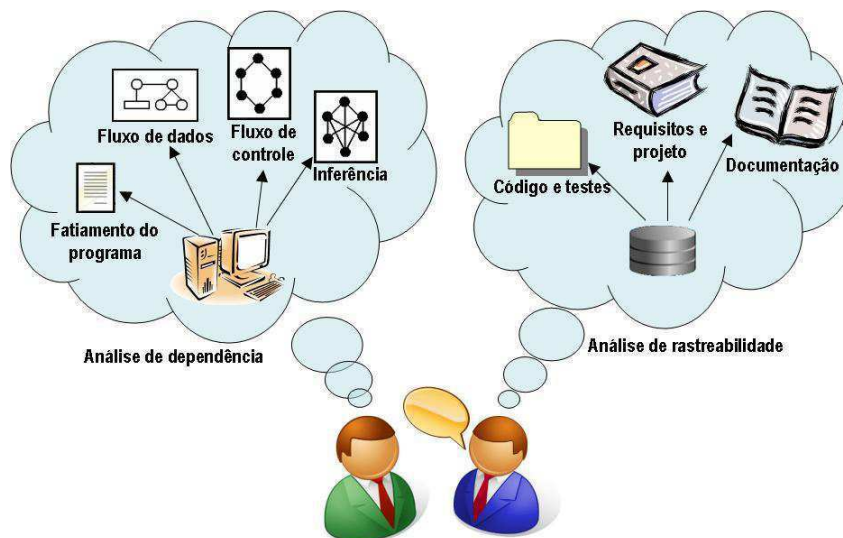 Fluxo de dados
Fluxo de
controle
Inferência
Fatiamento do
programa
Análise de dependência
Requisitos e
projeto
Documentação
Código e testes
Análise de rastreabilidade